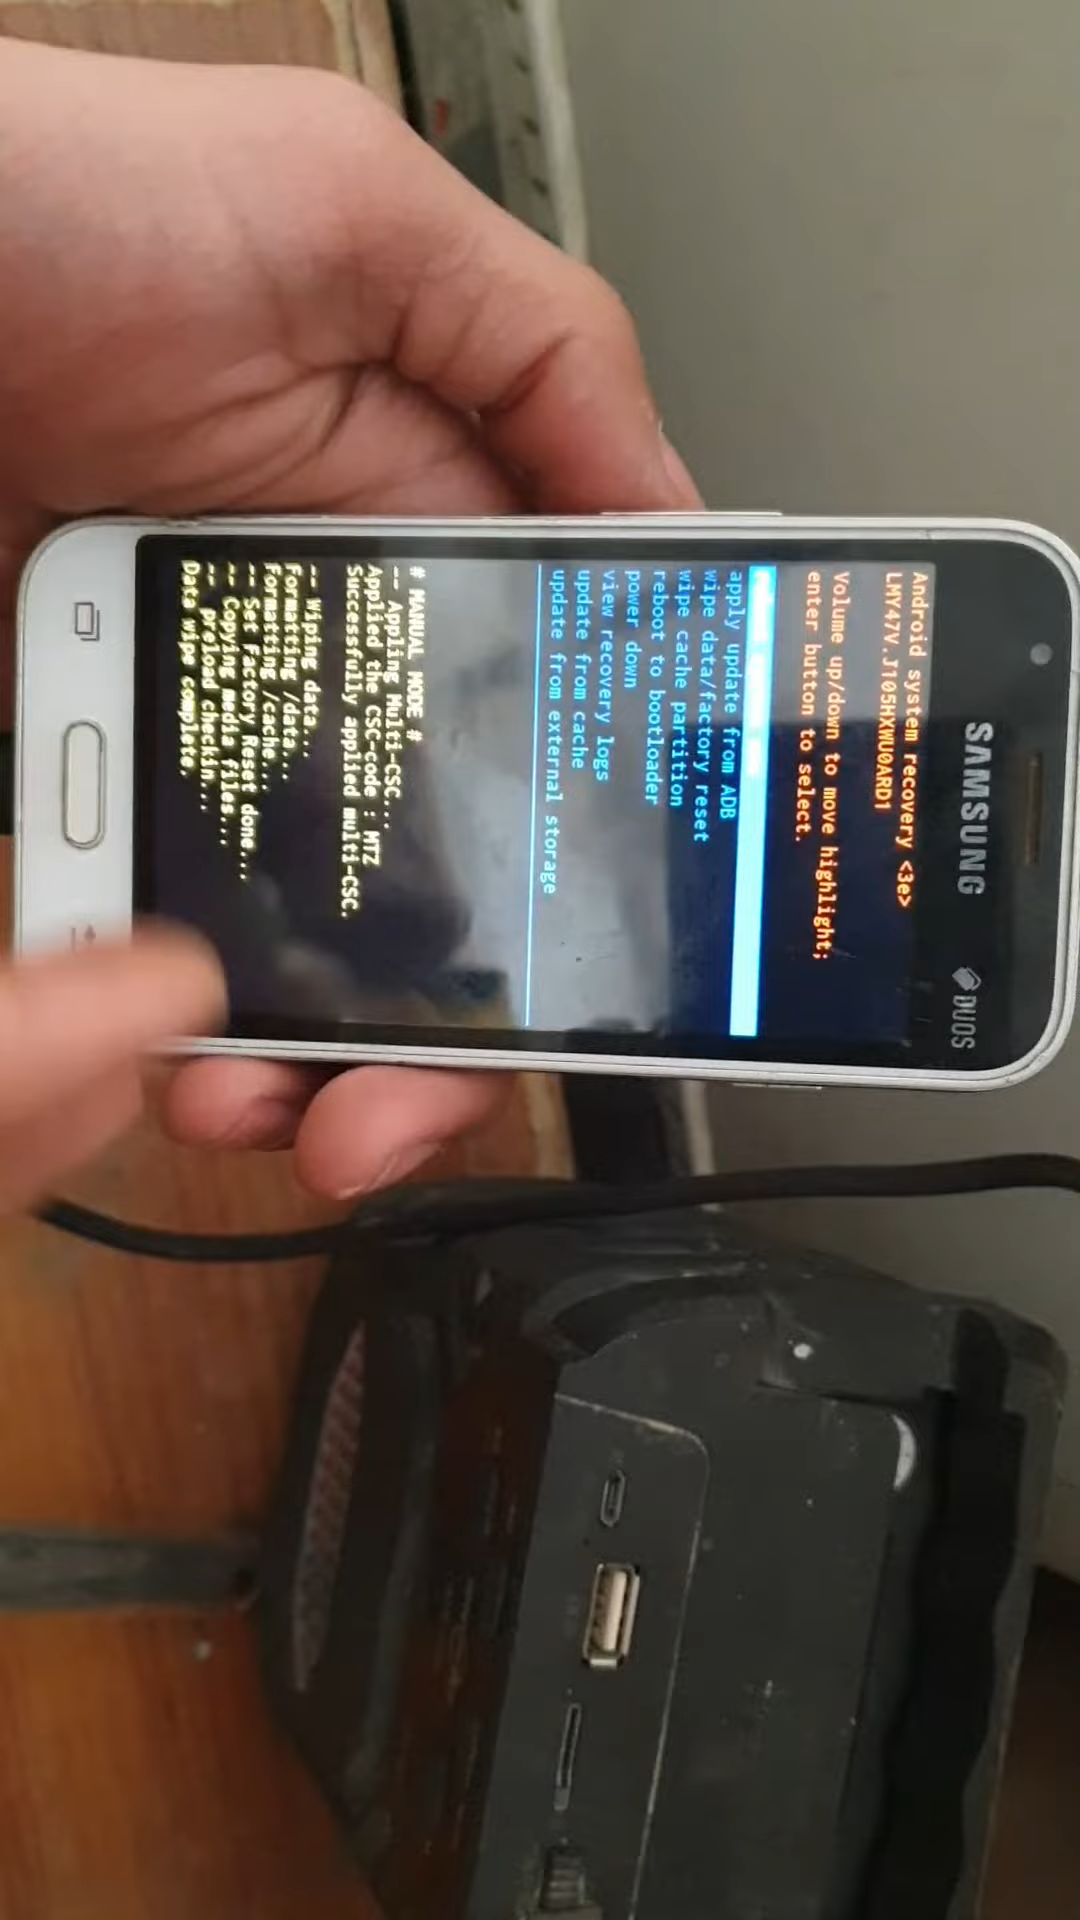 SAMSUNG
DUOS
Android system recovery <3e>
LMY47V.J105HXWU0ARD1
Volume up/down to move highlight;
enter button to select.
apply update from ADB
wipe data/factory reset
wipe cache partition
reboot to bootloader
power down
view recovery logs
update from cache
update from external storage
# MANUAL MODE #
-- Appling Multi-CSC...
Applied the CSC-code : MTZ
Successfully applied multi-CSC.
-- Wiping data...
Formatting /data...
Formatting /cache...
-- Set Factory Reset done...
-- Copying media files...
-- preload checkin...
Data wipe complete.